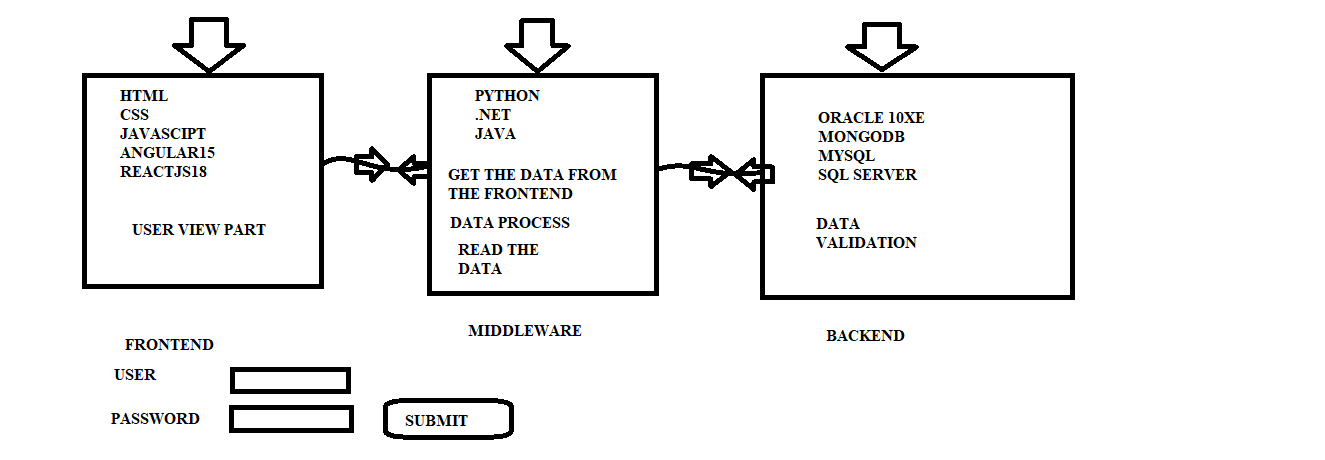 HTML
CSS
JAVASCIPT
ANGULAR15
REACTJS18
USER VIEW PART
PYTHON
.NET
JAVA
GET THE DATA FROM
THE FRONTEND
DATA PROCESS
READ THE
DATA
ORACLE 10XE
MONGODB
MYSQL
SQL SERVER
DATA
VALIDATION
FRONTEND
MIDDLEWARE
BACKEND
USER
PASSWORD
SUBMIT